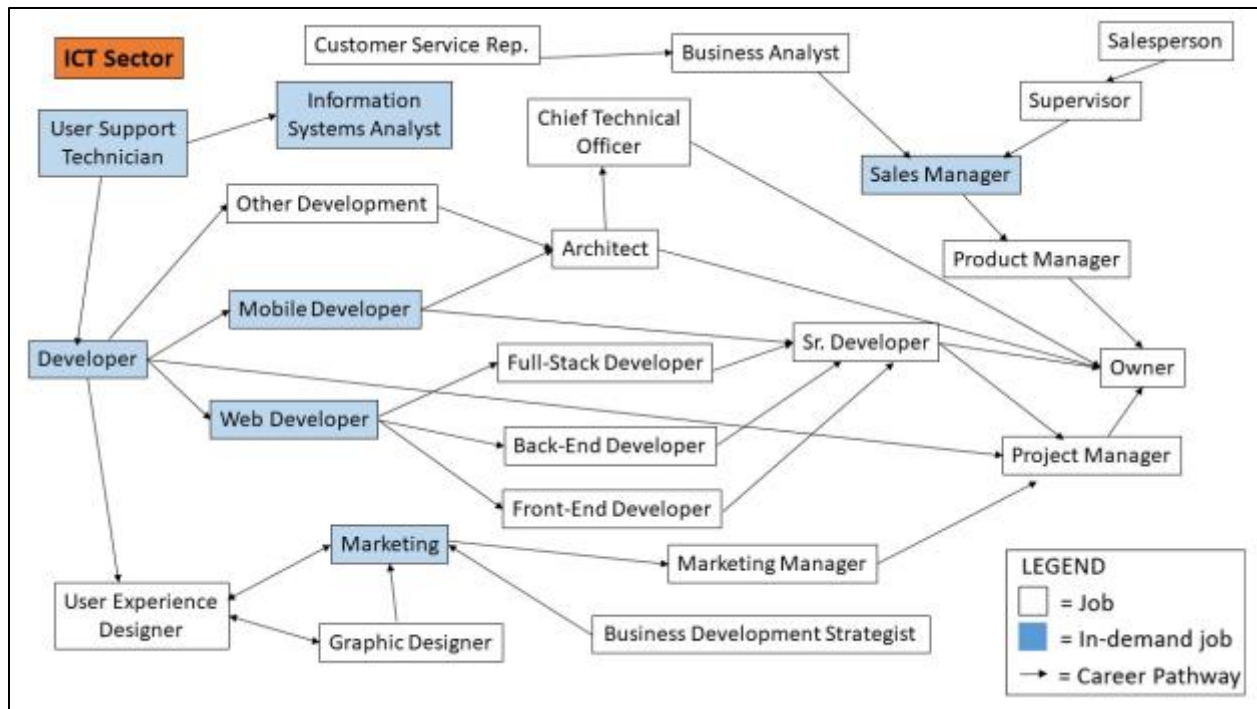 ICT Sector
Customer Service Rep.
Business Analyst
Salesperson
Supervisor
User Support
Technician
Information
Systems Analyst
Chief Technical
Officer
Sales Manager
Other Development
Architect
Product Manager
Mobile Developer
Developer
Full-Stack Developer
Sr. Developer
Owner
Web Developer
Back-End Developer
Project Manager
Front-End Developer
Marketing
Marketing Manager
User Experience
Designer
Graphic Designer
Business Development Strategist
LEGEND
= Job
= In-demand job
= Career Pathway